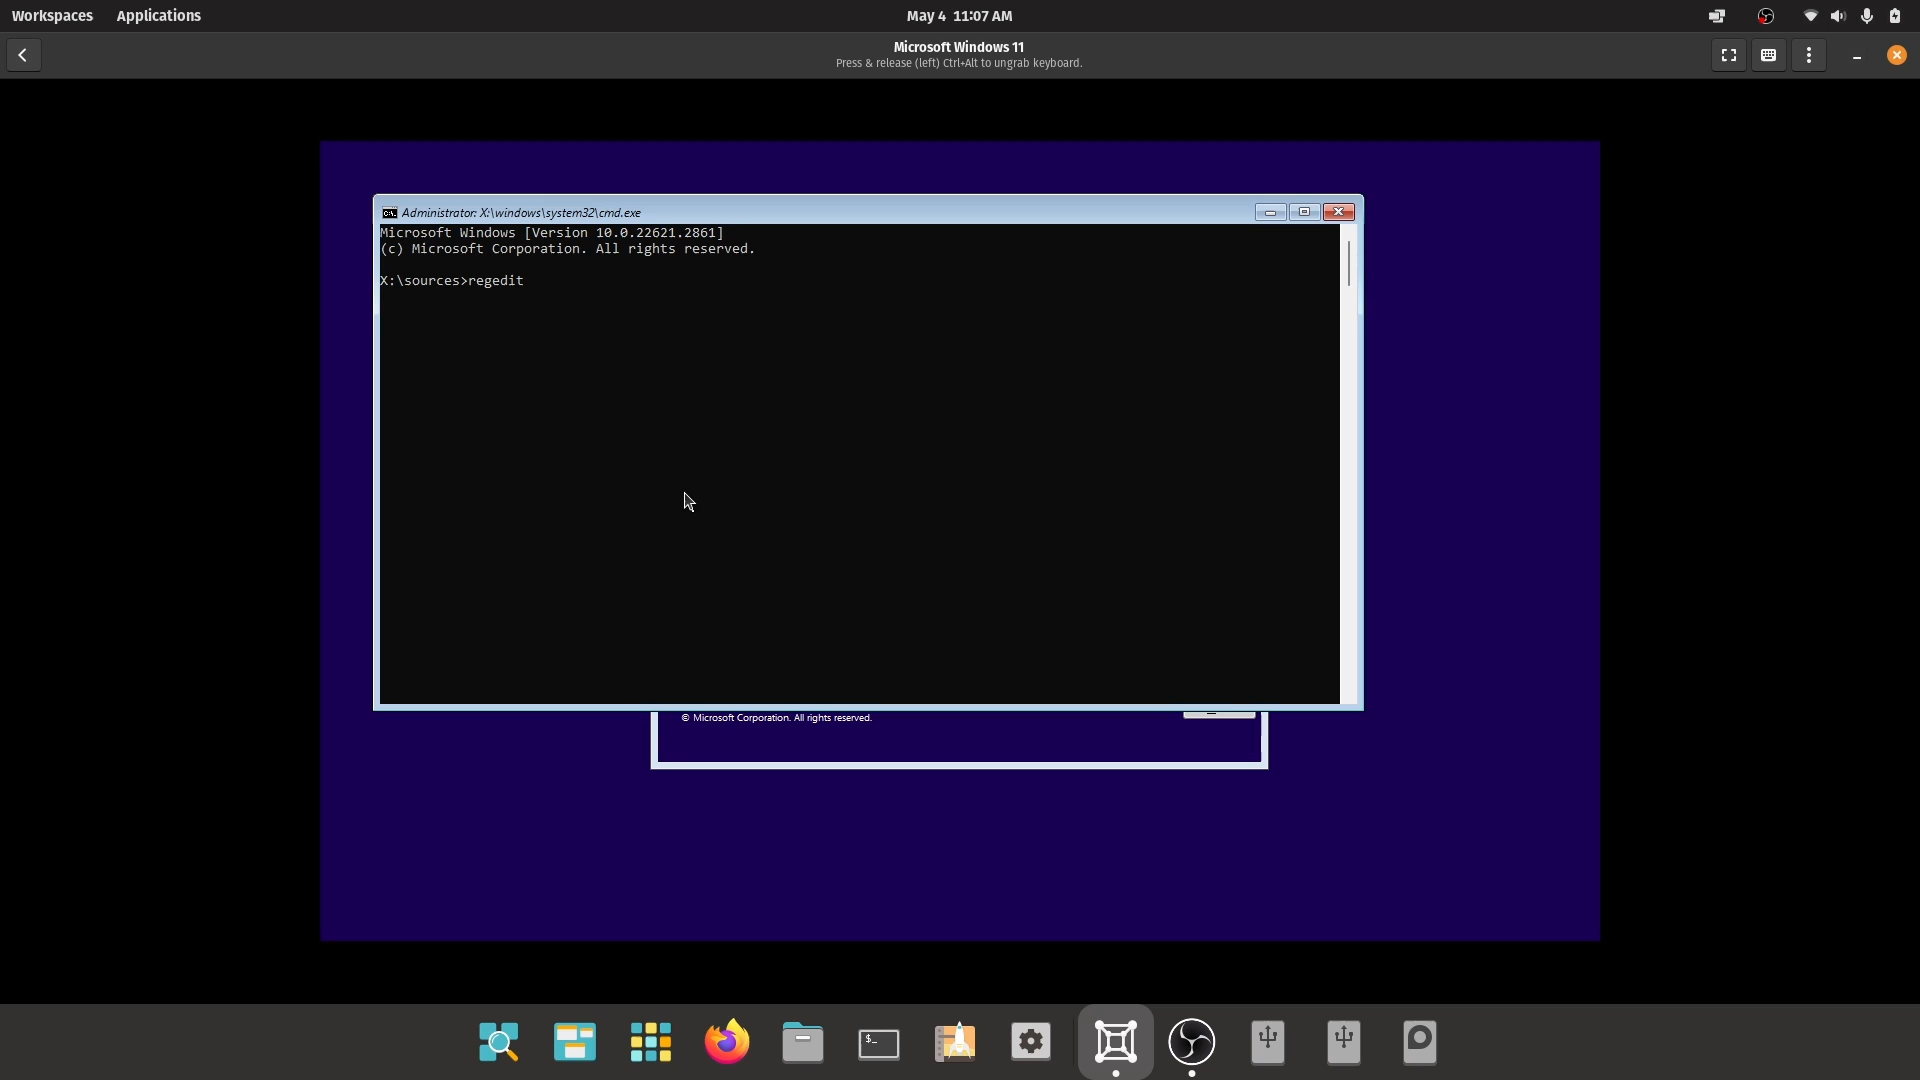 Workspaces Applications May 4 11:07 AM
Microsoft Windows 11
Press & release (left) Ctrl+Alt to ungrab keyboard.
Administrator: X:\windows\system32\cmd.exe
Microsoft Windows [Version 10.0.22621.2861]
(c) Microsoft Corporation. All rights reserved.
X:\sources>regedit
© Microsoft Corporation. All rights reserved.